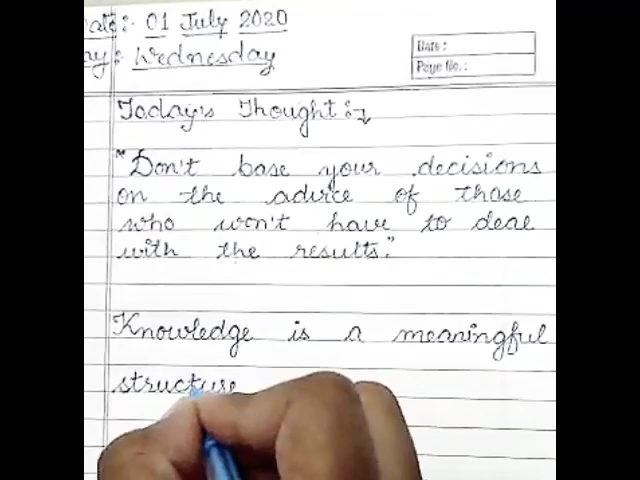 ate:- 01 July 2020
ay: Wednesday
Date:
Page No.:
Today's Thought:-
"Don't base your decisions
on the advice of those
who won't have to deal
with the results."
Knowledge is a meaningful
structure